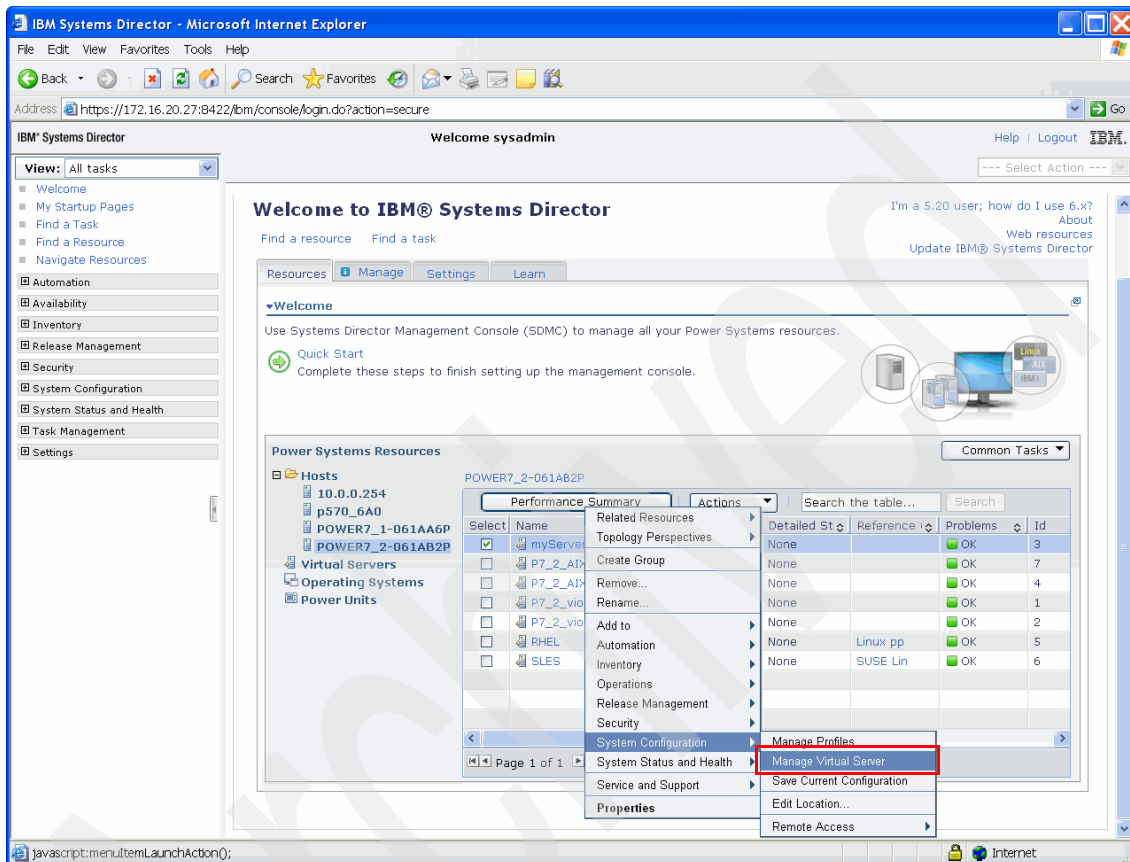 IBM Systems Director - Microsoft Internet Explorer
File Edit View Favorites Tools Help
Back Search Favorites
Address https://172.16.20.27:8422/ibm/console/login.do?action=secure Go
IBM® Systems Director Welcome sysadmin Help | Logout IBM.
View: All tasks --- Select Action ---
Welcome
My Startup Pages
Find a Task
Find a Resource
Navigate Resources
Automation
Availability
Inventory
Release Management
Security
System Configuration
System Status and Health
Task Management
Settings
Welcome to IBM® Systems Director
I'm a 5.20 user; how do I use 6.x?
About
Web resources
Update IBM® Systems Director
Find a resource Find a task
Resources Manage Settings Learn
Welcome
Use Systems Director Management Console (SDMC) to manage all your Power Systems resources.
Quick Start
Complete these steps to finish setting up the management console.
Linux
AIX
IBM i
Power Systems Resources Common Tasks
Hosts
10.0.0.254
p570_6A0
POWER7_1-061AA6P
POWER7_2-061AB2P
Virtual Servers
Operating Systems
Power Units
POWER7_2-061AB2P
Performance Summary | Actions | Search the table... Search
Select Name Detailed St Reference Problems Id
myServer None OK 3
P7_2_AIX None OK 7
P7_2_AIX None OK 4
P7_2_vio None OK 1
P7_2_vio None OK 2
RHEL None Linux pp OK 5
SLES None SUSE Lin OK 6
Page 1 of 1
Related Resources
Topology Perspectives
Create Group
Remove...
Rename...
Add to
Automation
Inventory
Operations
Release Management
Security
System Configuration
System Status and Health
Service and Support
Properties
Manage Profiles
Manage Virtual Server
Save Current Configuration
Edit Location...
Remote Access
javascript:menuItemLaunchAction(); Internet